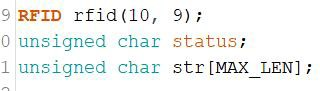 9 RFID rfid(10, 9);
0 unsigned char status;
1 unsigned char str[MAX_LEN];